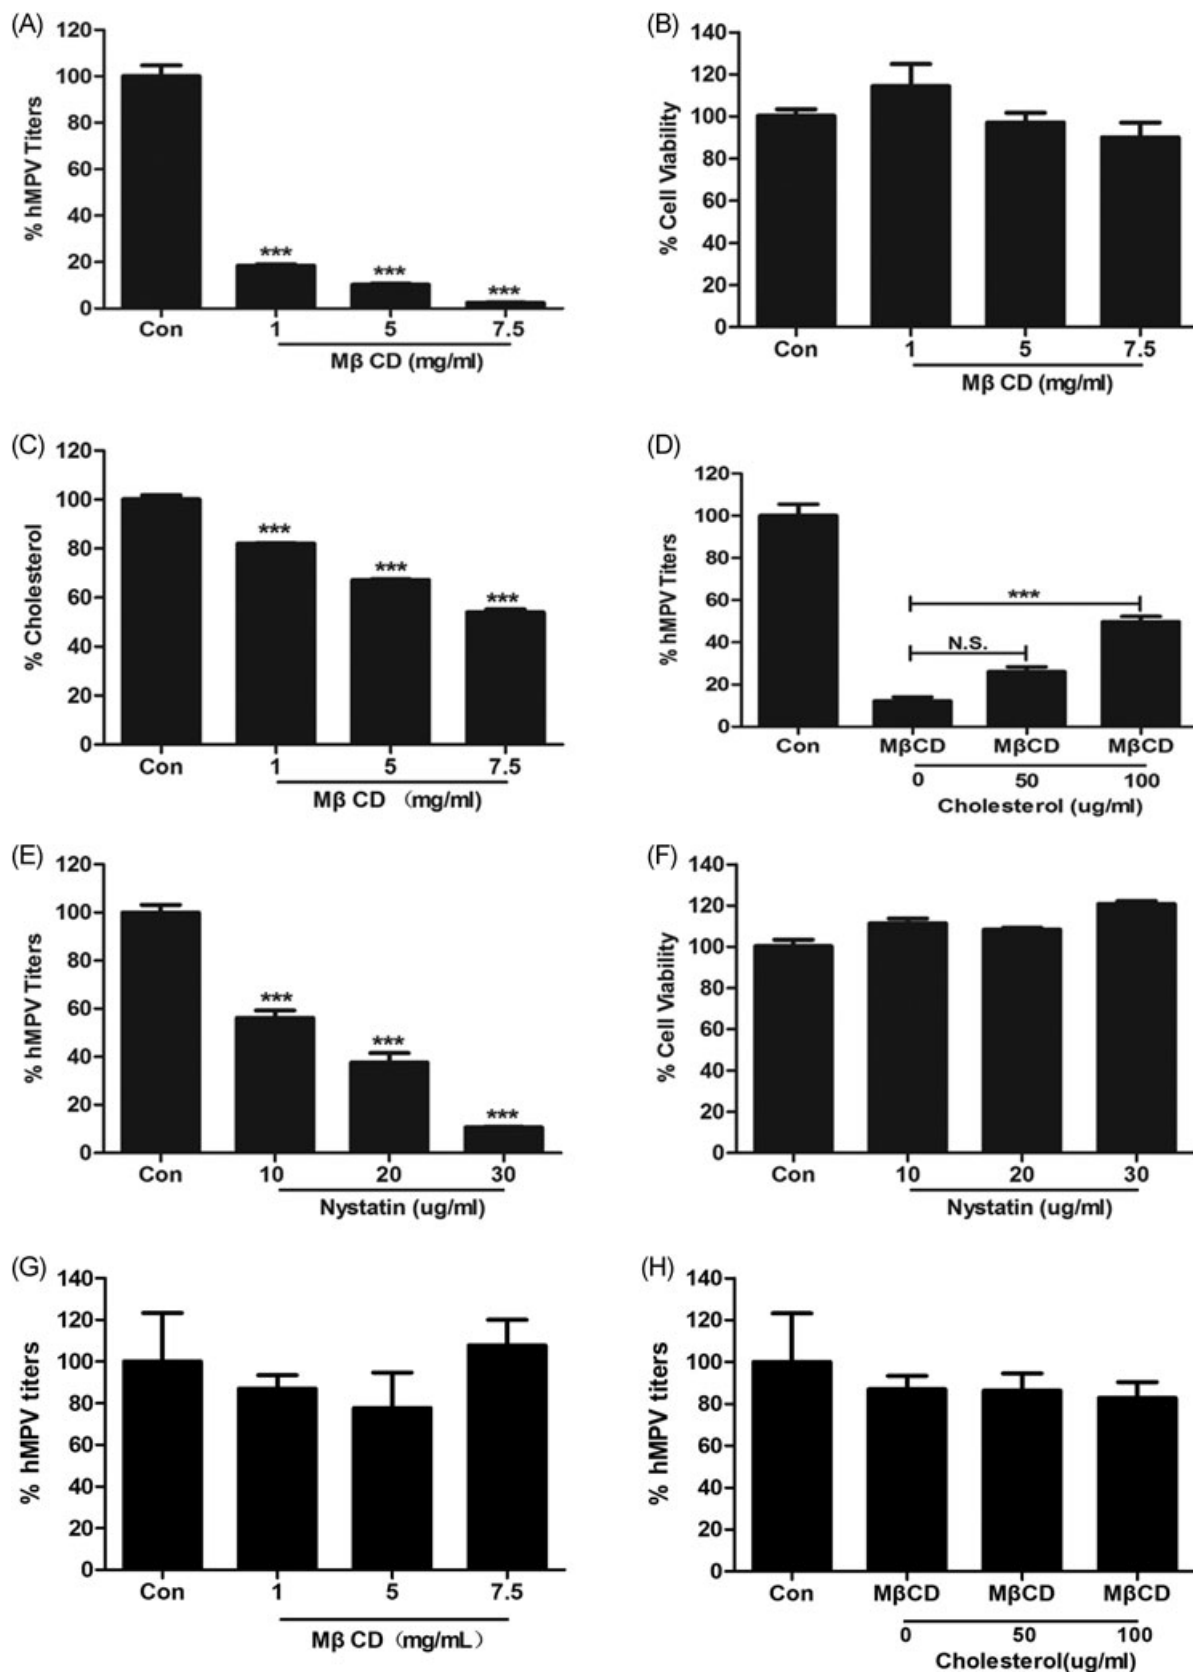 (A)
120
100
80
60
40
20
0
% hMPV Titers
***
***
***
Con
1
5
7.5
Mβ CD (mg/ml)
(B)
140
120
100
80
60
40
20
0
% Cell Viability
Con
1
5
7.5
Mβ CD (mg/ml)
(C)
120
100
80
60
40
20
0
% Cholesterol
***
***
***
Con
1
5
7.5
Mβ CD (mg/ml)
(D)
120
100
80
60
40
20
0
% hMPV Titers
***
N.S.
Con
MβCD
MβCD
MβCD
0
50
100
Cholesterol (ug/ml)
(E)
120
100
80
60
40
20
0
% hMPV Titers
***
***
***
Con
10
20
30
Nystatin (ug/ml)
(F)
140
120
100
80
60
40
20
0
% Cell Viability
Con
10
20
30
Nystatin (ug/ml)
(G)
140
120
100
80
60
40
20
0
% hMPV titers
Con
1
5
7.5
Mβ CD (mg/mL)
(H)
140
120
100
80
60
40
20
0
% hMPV titers
Con
MβCD
MβCD
MβCD
0
50
100
Cholesterol(ug/ml)